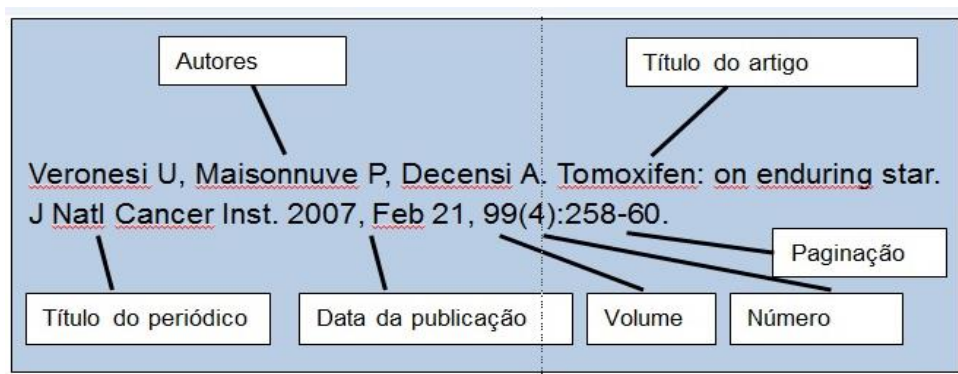 Autores
Título do artigo
Veronesi U, Maisonnuve P, Decensi A. Tomoxifen: on enduring star.
J Natl Cancer Inst. 2007, Feb 21, 99(4):258-60.
Paginação
Título do periódico
Data da publicação
Volume
Número